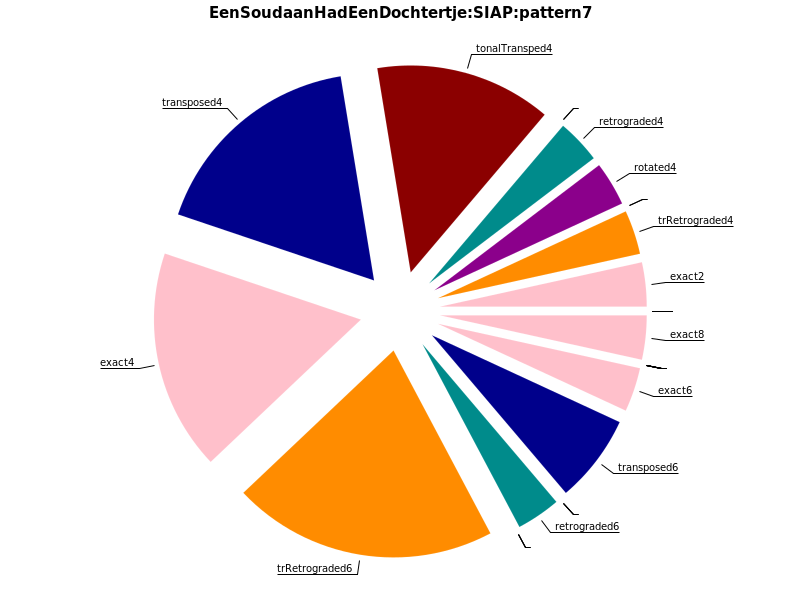 EenSoudaanHadEenDochtertje:SIAP:pattern7
tonalTransped4
transposed4
retrograded4
rotated4
trRetrograded4
exact2
exact8
exact4
exact6
transposed6
retrograded6
trRetrograded6